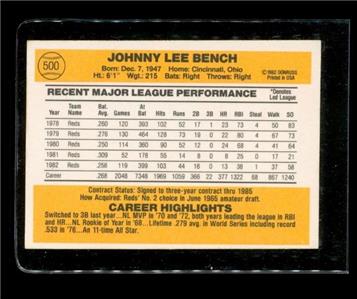 500
JOHNNY LEE BENCH
Born: Dec. 7, 1947 Home: Cincinnati, Ohio
Ht.: 6'1" Wgt.: 215 Bats: Right Throws: Right
© 1982 DONRUSS
Printed in USA
RECENT MAJOR LEAGUE PERFORMANCE
*Denotes Led League
Year Team Name Bat. Avg. Games At Bat Hits Runs 2B 3B HR RBI Steal Walk SO
1978 Reds .260 120 393 102 52 17 1 23 73 4 50 83
1979 Reds .276 130 464 128 73 19 0 22 80 4 67 73
1980 Reds .250 114 360 90 52 12 0 24 68 4 41 64
1981 Reds .309 52 178 55 14 8 0 8 25 0 17 21
1982 Reds .258 119 399 103 44 16 0 13 38 1 37 58
Career .268 2048 7348 1969 1059 366 22 377 1322 68 867 1240
Contract Status: Signed to three-year contract thru 1985
How Acquired: Reds' No. 2 choice in June 1965 amateur draft.
CAREER HIGHLIGHTS
Switched to 3B last year...NL MVP in '70 and '72, both years leading the league in RBI
and HR...NL Rookie of Year in '68...Lifetime .279 avg. in World Series including
.533 in '76...An 11-time All Star.